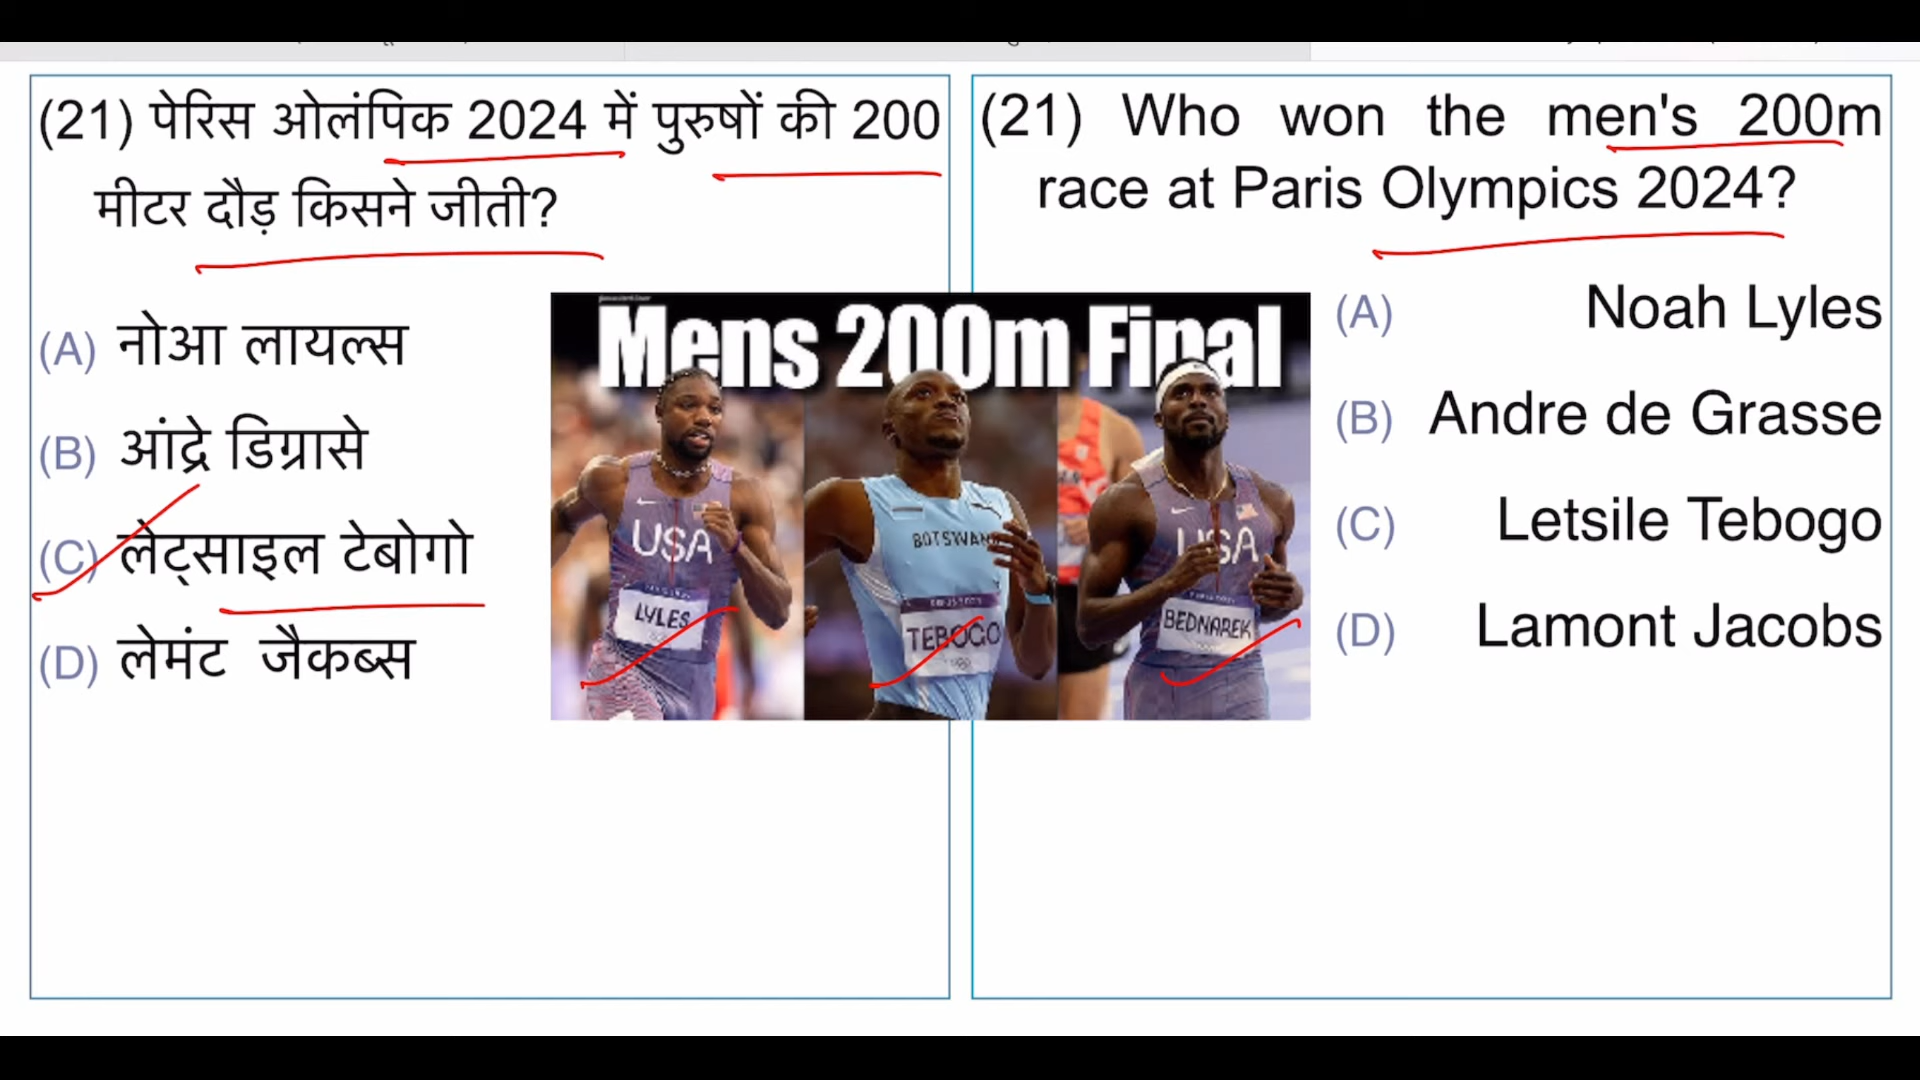 (21) पेरिस ओलंपिक 2024 में पुरुषों की 200
मीटर दौड़ किसने जीती?
(A) नोआ लायल्स
(B) आंद्रे डिग्रासे
(C) लेट्साइल टेबोगो
(D) लेमंट जैकब्स
Mens 200m Final
USA
LYLES
BOTSWANA
TEBOGO
USA
BEDNAREK
(21) Who won the men's 200m
race at Paris Olympics 2024?
(A) Noah Lyles
(B) Andre de Grasse
(C) Letsile Tebogo
(D) Lamont Jacobs